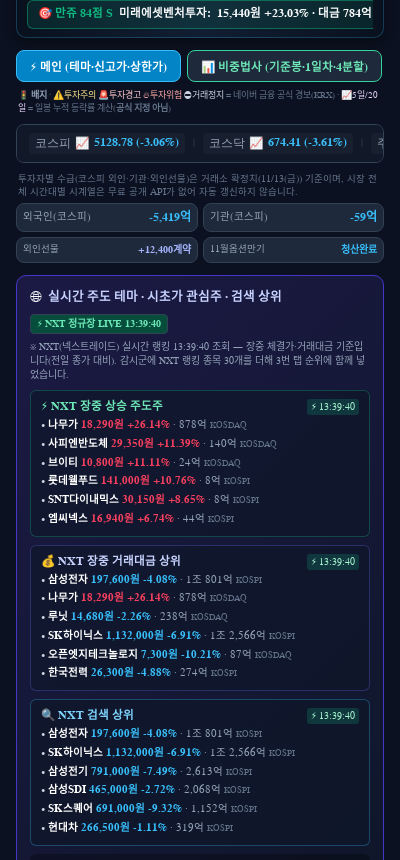 🎯 만쥬 84점 S 미래에셋벤처투자: 15,440원 +23.03% · 대금 784억
⚡ 메인 (테마·신고가·상한가)
📊 비중법사 (기준봉·1일차·4분할)
🚦 배지 · ⚠️투자주의 🚨투자경고 투자위험 ⛔거래정지 = 네이버 금융 공식 경보(KRX) · 📈5일/20
일 = 일봉 누적 등락률 계산(공식 지정 아님)
코스피 📈 5128.78 (-3.06%) | 코스닥 📈 674.41 (-3.61%) |
투자자별 수급(코스피 외인·기관·외인선물)은 거래소 확정치(11/13(금)) 기준이며, 시장 전
체 시간대별 시계열은 무료 공개 API가 없어 자동 갱신하지 않습니다.
외국인(코스피) -5,419억
기관(코스피) -59억
외인선물 +12,400계약
11월옵션만기 청산완료
🌐 실시간 주도 테마 · 시초가 관심주 · 검색 상위
⚡ NXT 정규장 LIVE 13:39:40
※ NXT(넥스트레이드) 실시간 랭킹 13:39:40 조회 — 장중 체결가·거래대금 기준입
니다(전일 종가 대비). 감시군에 NXT 랭킹 종목 30개를 더해 3번 탭 순위에 함께 넣
었습니다.
⚡ NXT 장중 상승 주도주 ⚡ 13:39:40
• 나무가 18,290원 +26.14% · 878억 KOSDAQ
• 사피엔반도체 29,350원 +11.39% · 140억 KOSDAQ
• 브이티 10,800원 +11.11% · 24억 KOSDAQ
• 롯데웰푸드 141,000원 +10.76% · 8억 KOSPI
• SNT다이내믹스 30,150원 +8.65% · 8억 KOSPI
• 엠씨넥스 16,940원 +6.74% · 44억 KOSPI
💰 NXT 장중 거래대금 상위 ⚡ 13:39:40
• 삼성전자 197,600원 -4.08% · 1조 801억 KOSPI
• 나무가 18,290원 +26.14% · 878억 KOSDAQ
• 루닛 14,680원 -2.26% · 238억 KOSDAQ
• SK하이닉스 1,132,000원 -6.91% · 1조 2,566억 KOSPI
• 오픈엣지테크놀로지 7,300원 -10.21% · 87억 KOSDAQ
• 한국전력 26,300원 -4.88% · 274억 KOSPI
🔍 NXT 검색 상위 ⚡ 13:39:40
• 삼성전자 197,600원 -4.08% · 1조 801억 KOSPI
• SK하이닉스 1,132,000원 -6.91% · 1조 2,566억 KOSPI
• 삼성전기 791,000원 -7.49% · 2,613억 KOSPI
• 삼성SDI 465,000원 -2.72% · 2,068억 KOSPI
• SK스퀘어 691,000원 -9.32% · 1,152억 KOSPI
• 현대차 266,500원 -1.11% · 319억 KOSPI